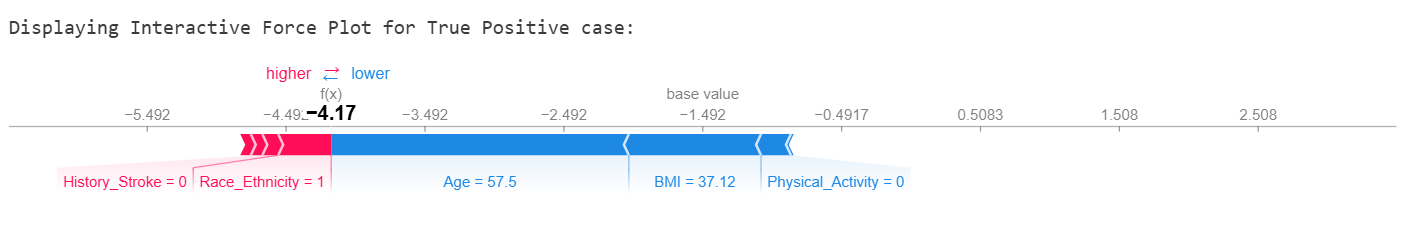 Displaying Interactive Force Plot for True Positive case:
higher ⇄ lower
f(x) base value
−5.492 −4.492 −4.17 −3.492 −2.492 −1.492 −0.4917 0.5083 1.508 2.508
History_Stroke = 0 Race_Ethnicity = 1 Age = 57.5 BMI = 37.12 Physical_Activity = 0